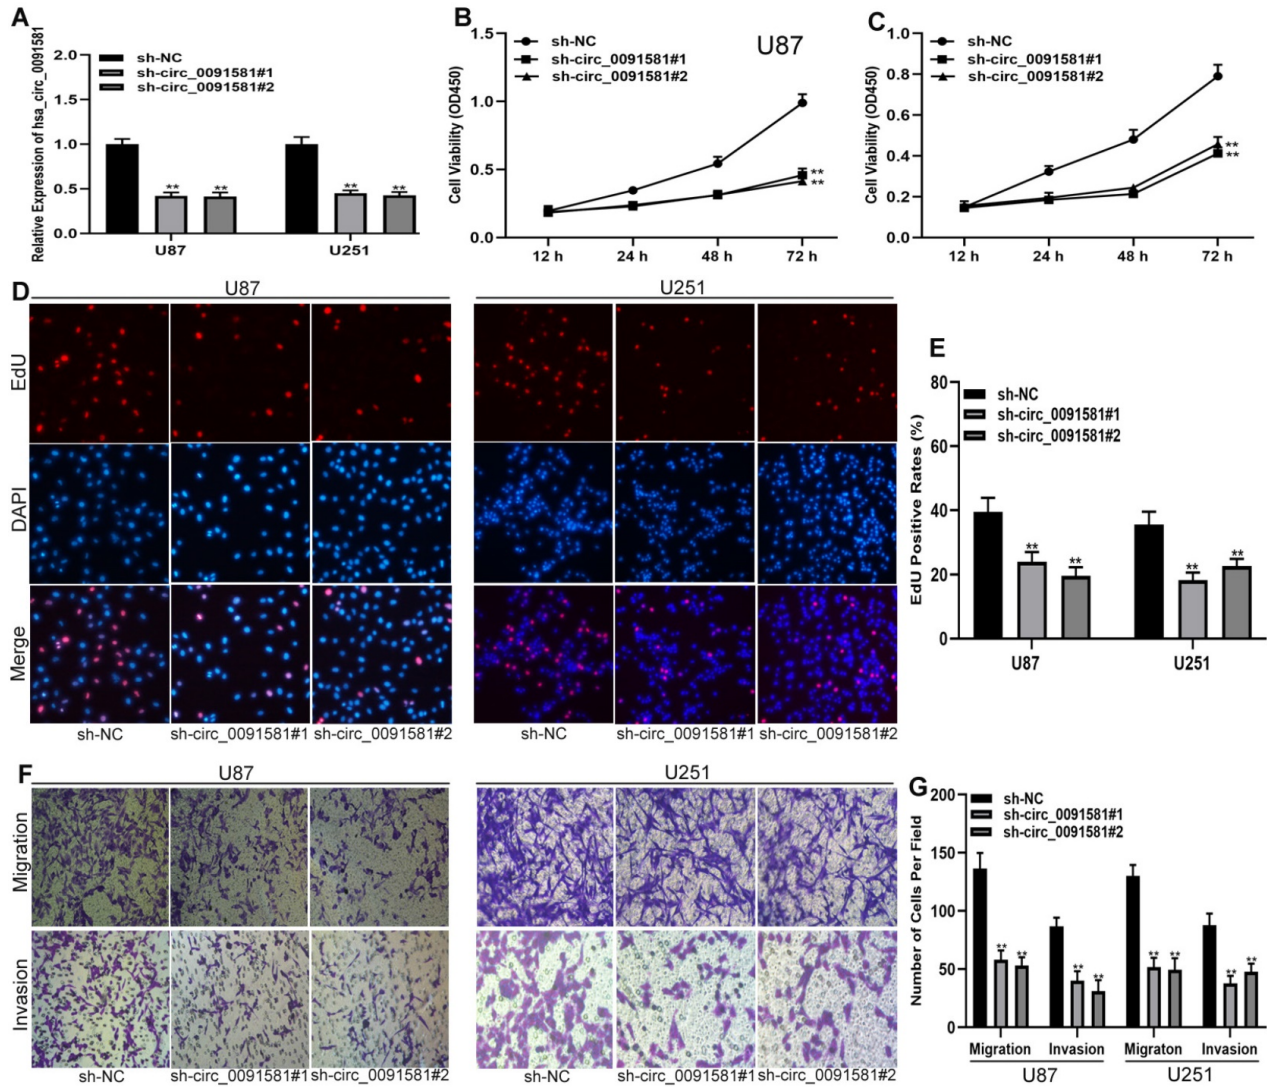 A
Relative Expression of hsa_circ_0091581
2.0
1.5
1.0
0.5
0.0
sh-NC
sh-circ_0091581#1
sh-circ_0091581#2
** **
** **
U87 U251
B
Cell Viability (OD450)
1.5
1.0
0.5
0.0
sh-NC
sh-circ_0091581#1
sh-circ_0091581#2
U87
**
**
12 h 24 h 48 h 72 h
C
Cell Viability (OD450)
1.0
0.8
0.6
0.4
0.2
0.0
sh-NC
sh-circ_0091581#1
sh-circ_0091581#2
**
**
12 h 24 h 48 h 72 h
D
U87 U251
EdU
DAPI
Merge
sh-NC sh-circ_0091581#1 sh-circ_0091581#2 sh-NC sh-circ_0091581#1 sh-circ_0091581#2
E
EdU Positive Rates (%)
80
60
40
20
0
sh-NC
sh-circ_0091581#1
sh-circ_0091581#2
** **
** **
U87 U251
F
U87 U251
Migration
Invasion
sh-NC sh-circ_0091581#1 sh-circ_0091581#2 sh-NC sh-circ_0091581#1 sh-circ_0091581#2
G
Number of Cells Per Field
200
150
100
50
0
sh-NC
sh-circ_0091581#1
sh-circ_0091581#2
** ** ** ** ** ** ** **
Migration Invasion Migraton Invasion
U87 U251